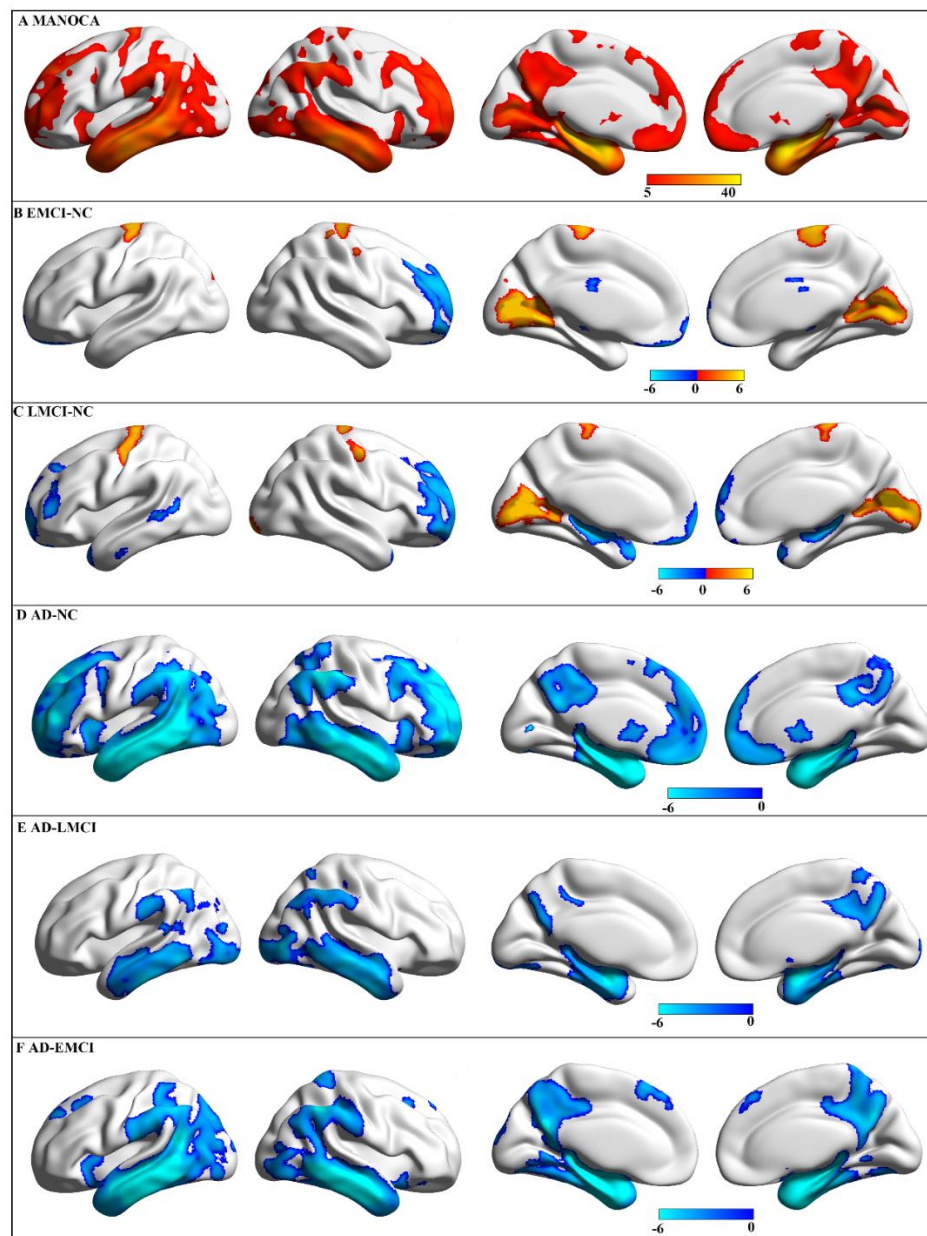 A MANOCA
5 40
B EMCI-NC
-6 0 6
C LMCI-NC
-6 0 6
D AD-NC
-6 0
E AD-LMCI
-6 0
F AD-EMCI
-6 0